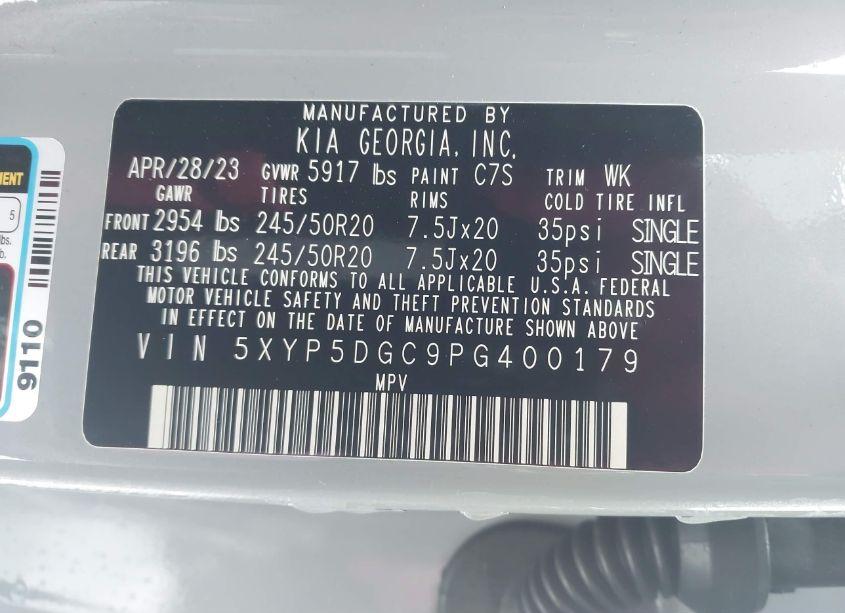 MANUFACTURED BY
KIA GEORGIA, INC.
APR/28/23 GVWR 5917 lbs PAINT C7S TRIM WK
GAWR TIRES RIMS COLD TIRE INFL
FRONT 2954 lbs 245/50R20 7.5Jx20 35psi SINGLE
REAR 3196 lbs 245/50R20 7.5Jx20 35psi SINGLE
THIS VEHICLE CONFORMS TO ALL APPLICABLE U.S.A. FEDERAL
MOTOR VEHICLE SAFETY AND THEFT PREVENTION STANDARDS
IN EFFECT ON THE DATE OF MANUFACTURE SHOWN ABOVE
VIN 5XYP5DGC9PG400179
MPV
5
lbs.
9110